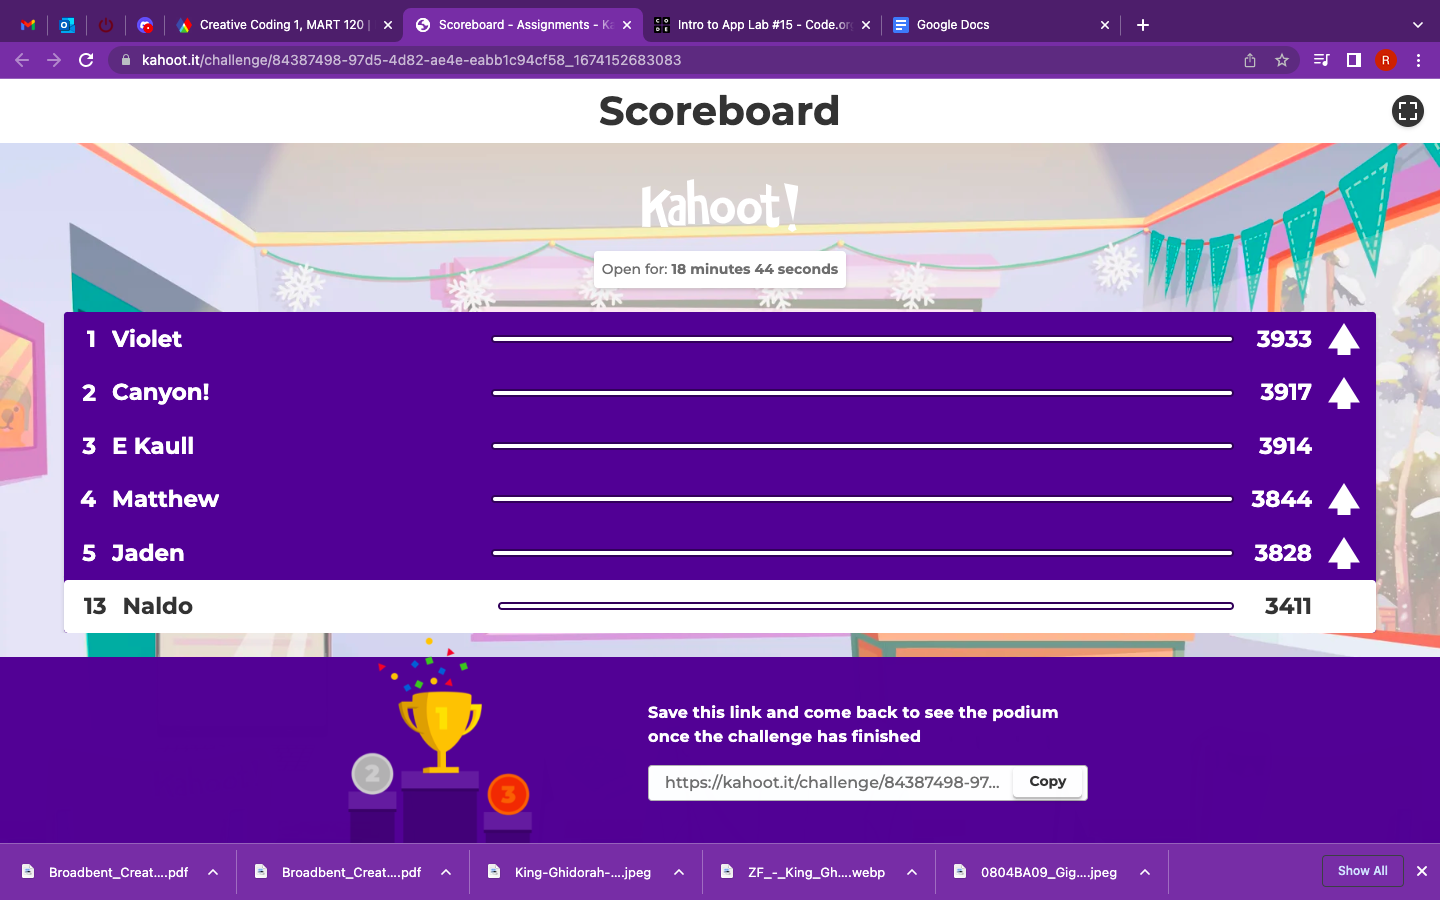 Creative Coding 1, MART 120 |
Scoreboard - Assignments - Ka
Intro to App Lab #15 - Code.org
Google Docs
kahoot.it/challenge/84387498-97d5-4d82-ae4e-eabb1c94cf58_1674152683083
R
Scoreboard
Kahoot!
Open for: 18 minutes 44 seconds
1 Violet 3933
2 Canyon! 3917
3 E Kaull 3914
4 Matthew 3844
5 Jaden 3828
13 Naldo 3411
1
2
3
Save this link and come back to see the podium
once the challenge has finished
https://kahoot.it/challenge/84387498-97... Copy
Broadbent_Creat....pdf
Broadbent_Creat....pdf
King-Ghidorah-....jpeg
ZF_-_King_Gh....webp
0804BA09_Gig....jpeg
Show All